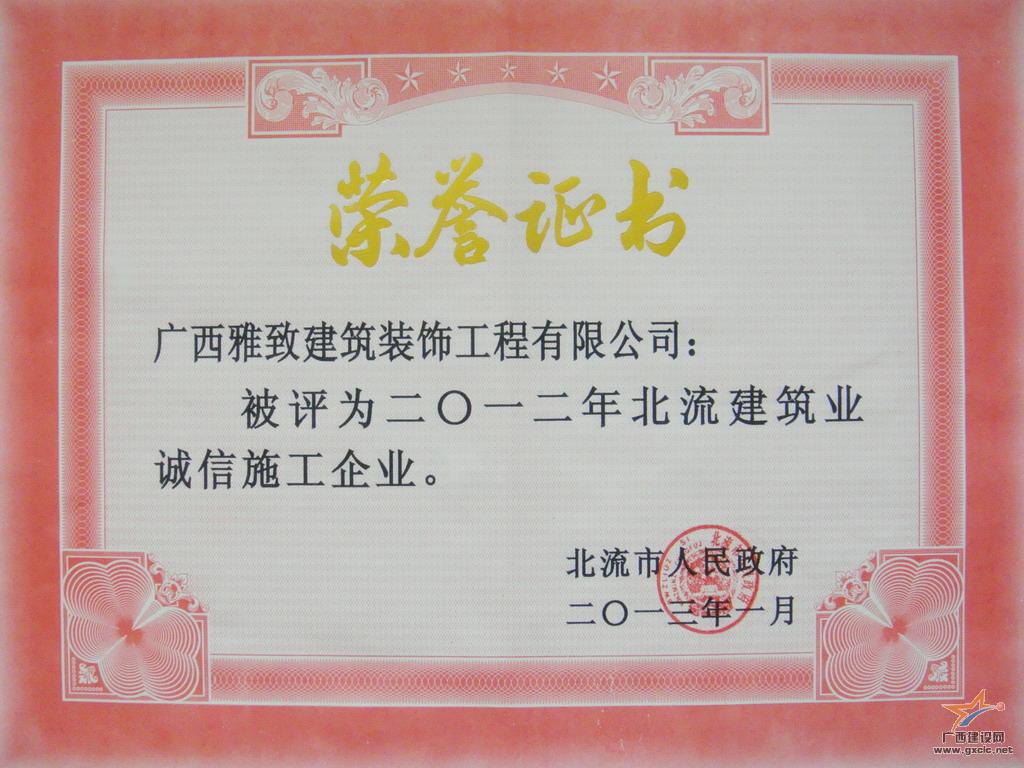 荣誉证书
广西雅致建筑装饰工程有限公司：
被评为二〇一二年北流建筑业
诚信施工企业。
北流市人民政府
二〇一三年一月
广西建设网
www.gxcic.net